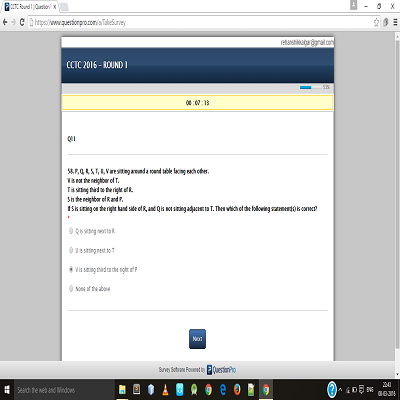 CCTC Round 1 | Question
https://www.questionpro.com/a/TakeSurvey
CCTC 2016 - ROUND 1
00 : 07 : 13
Q11
58. P, Q, R, S, T, U, V are sitting around a round table facing each other.
V is not the neighbor of T.
T is sitting third to the right of R.
S is the neighbor of R and P.
If S is sitting on the right hand side of R, and Q is not sitting adjacent to T. Then which of the following statement(s) is correct?
*
Q is sitting next to R
U is sitting next to T
V is sitting third to the right of P
None of the above
Next
Survey Software Powered by QuestionPro
Search the web and Windows
ENG
22:43
08-03-2016